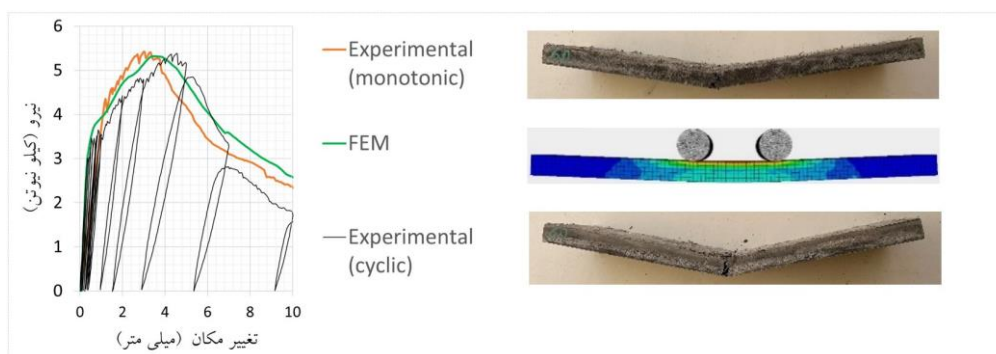 6
5
4
3
2
1
0
نیرو (کیلو نیوتن)
0 2 4 6 8 10
تغییر مکان (میلی متر)
Experimental
(monotonic)
FEM
Experimental
(cyclic)